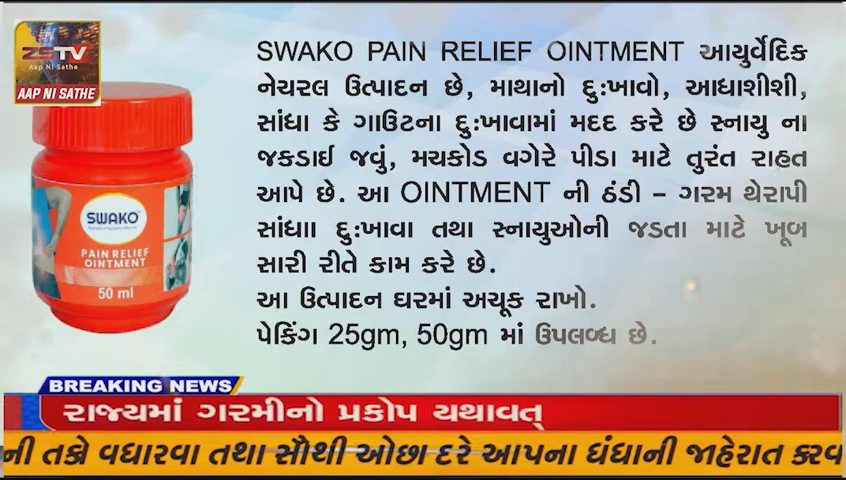 ZSTV
Aap Ni Sathe
AAP NI SATHE
SWAKO PAIN RELIEF OINTMENT આયુર્વેદિક
નેચરલ ઉત્પાદન છે, માથાનો દુઃખાવો, આધાશીશી,
સાંધા કે ગાઉટના દુઃખાવામાં મદદ કરે છે સ્નાયુ ના
જકડાઈ જવું, મચકોડ વગેરે પીડા માટે તુરંત રાહત
આપે છે. આ OINTMENT ની ઠંડી – ગરમ થેરાપી
સાંધાા દુઃખાવા તથા સ્નાયુઓની જડતા માટે ખૂબ
સારી રીતે કામ કરે છે.
આ ઉત્પાદન ઘરમાં અચૂક રાખો.
પેકિંગ 25gm, 50gm માં ઉપલબ્ધ છે.
SWAKO
PAIN RELIEF
OINTMENT
50 ml
BREAKING NEWS
રાજ્યમાં ગરમીનો પ્રકોપ યથાવત્
ની તકો વધારવા તથા સૌથી ઓછા દરે આપના ધંધાની જાહેરાત કરવ